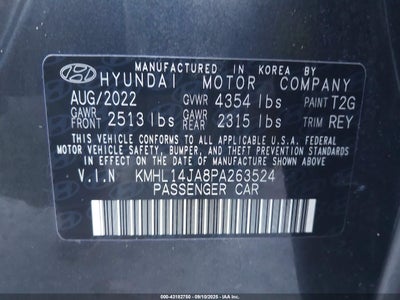 MANUFACTURED IN KOREA BY
HYUNDAI MOTOR COMPANY
AUG/2022 GVWR 4354 lbs PAINT T2G
GAWR FRONT 2513 lbs GAWR REAR 2315 lbs TRIM REY
THIS VEHICLE CONFORMS TO ALL APPLICABLE U.S.A. FEDERAL
MOTOR VEHICLE SAFETY, BUMPER, AND THEFT PREVENTION
STANDARDS IN EFFECT ON THE DATE OF MANUFACTURE SHOWN ABOVE.
V.I.N KMHL14JA8PA263524
PASSENGER CAR
000-43182750 - 09/10/2025 - IAA, Inc.